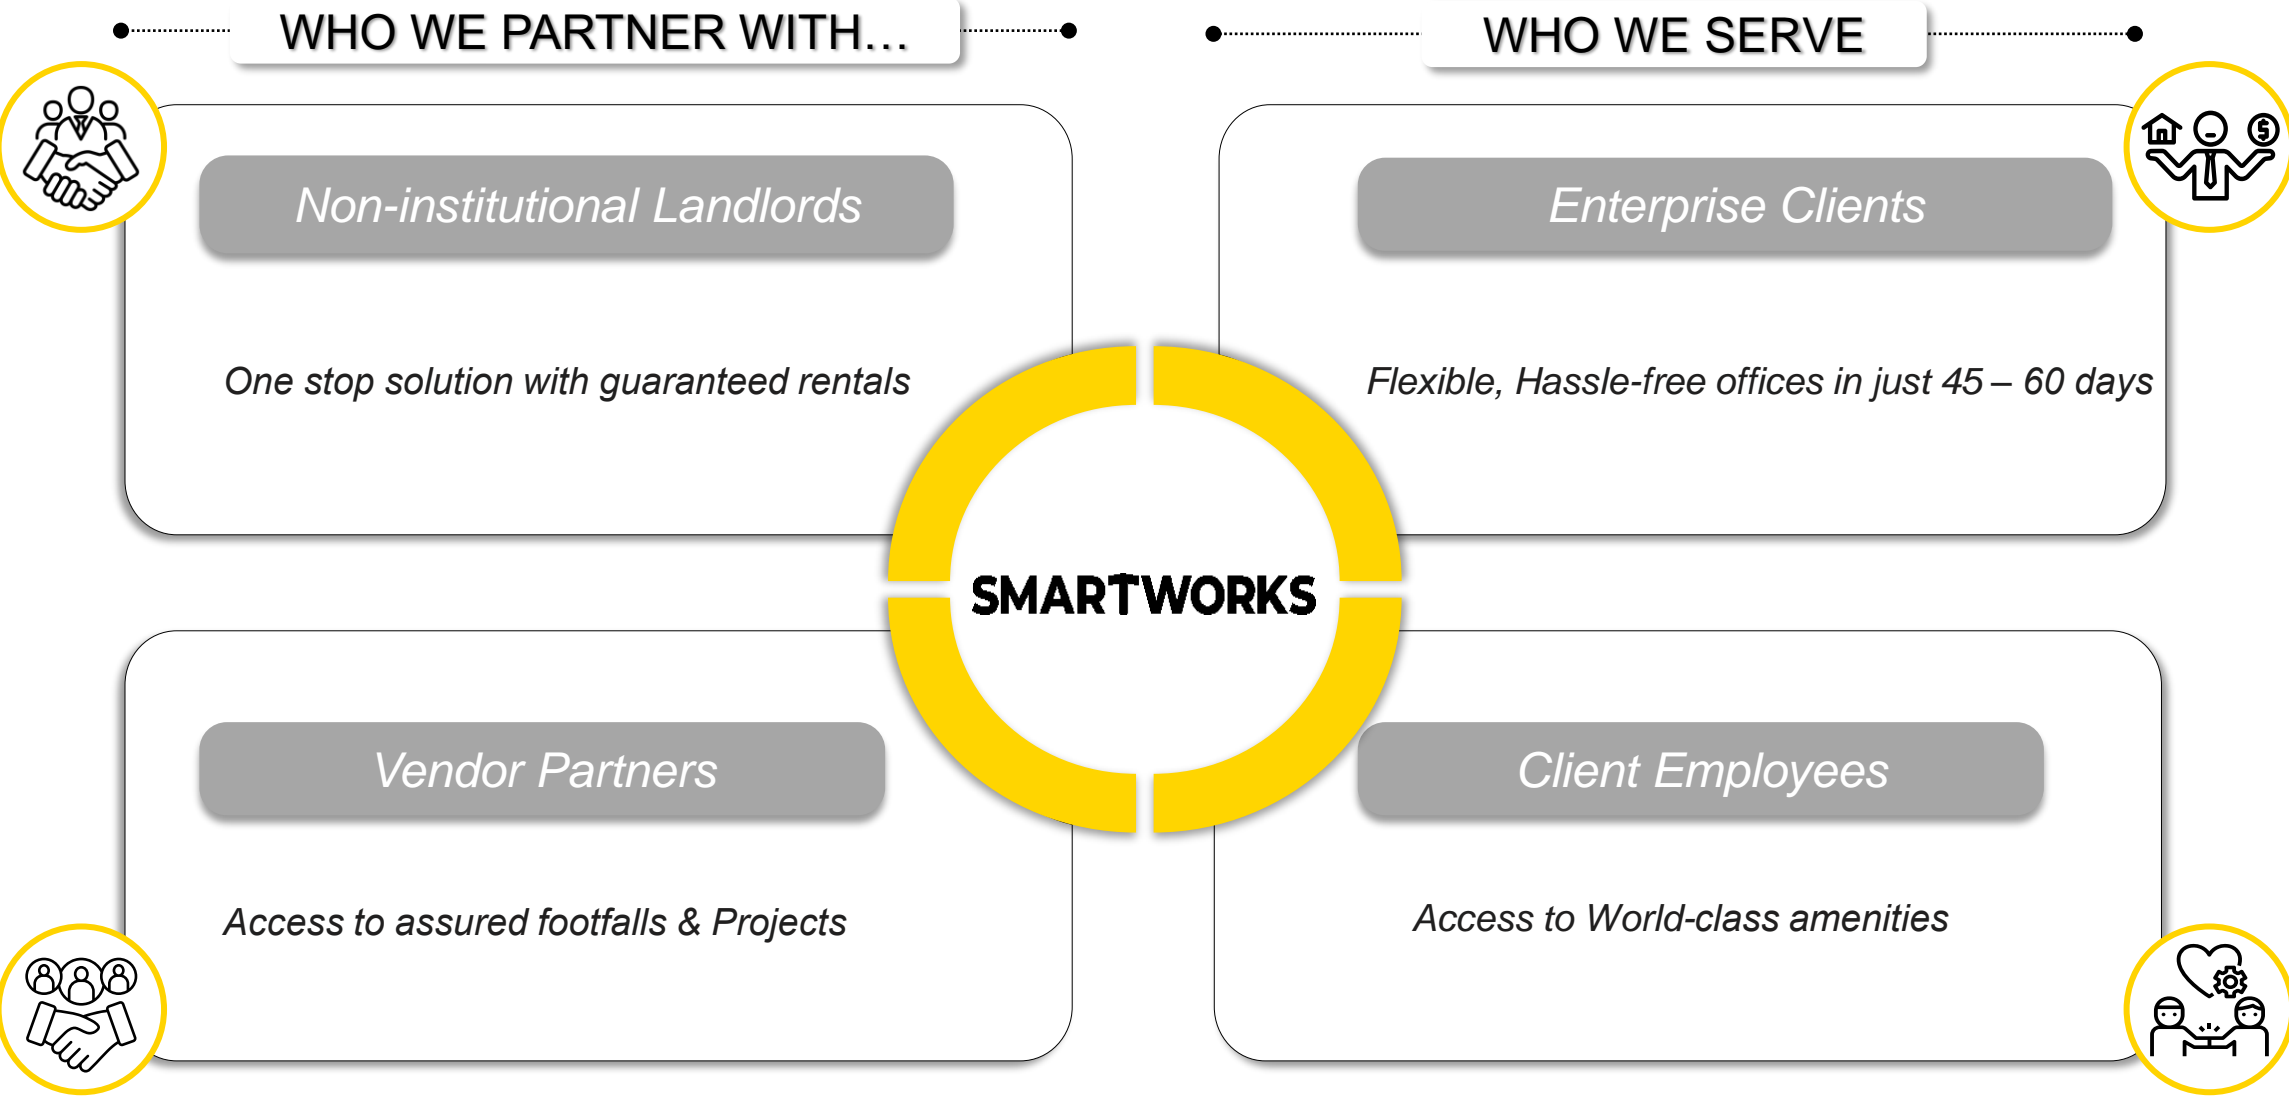 WHO WE PARTNER WITH...
Non-institutional Landlords
One stop solution with guaranteed rentals
Vendor Partners
Access to assured footfalls & Projects
SMARTWORKS
WHO WE SERVE
Enterprise Clients
Flexible, Hassle-free offices in just 45 – 60 days
Client Employees
Access to World-class amenities